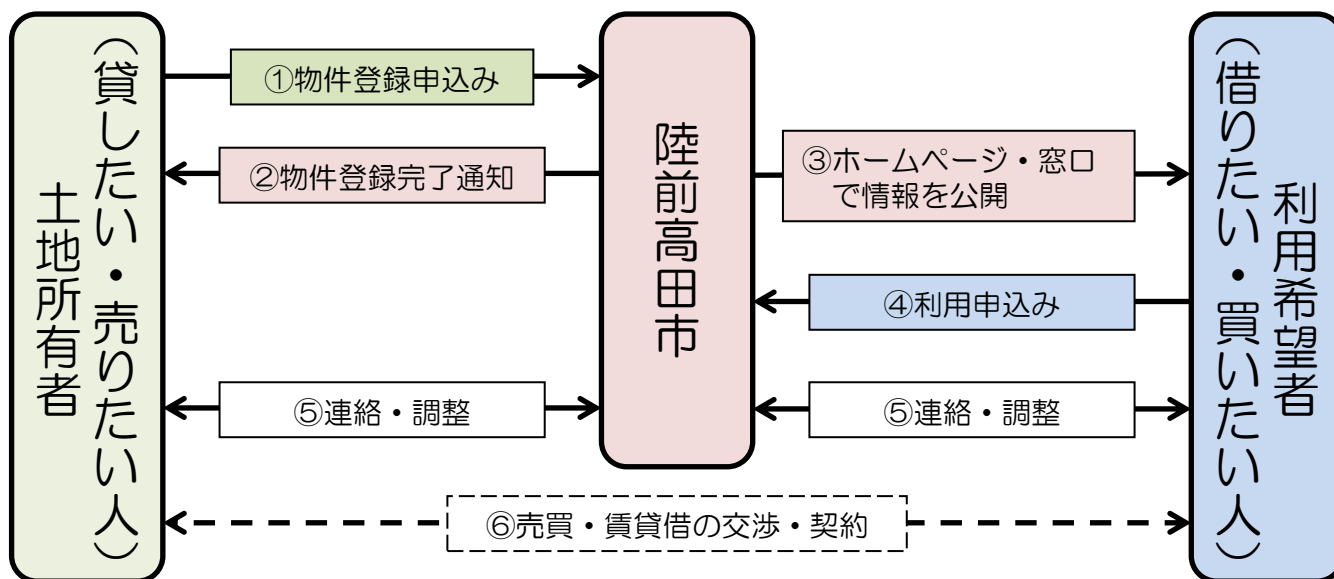 土地所有者
（貸したい・売りたい人）
①物件登録申込み
②物件登録完了通知
⑤連絡・調整
陸前高田市
③ホームページ・窓口
で情報を公開
④利用申込み
⑤連絡・調整
⑥売買・賃貸借の交渉・契約
利用希望者
（借りたい・買いたい人）